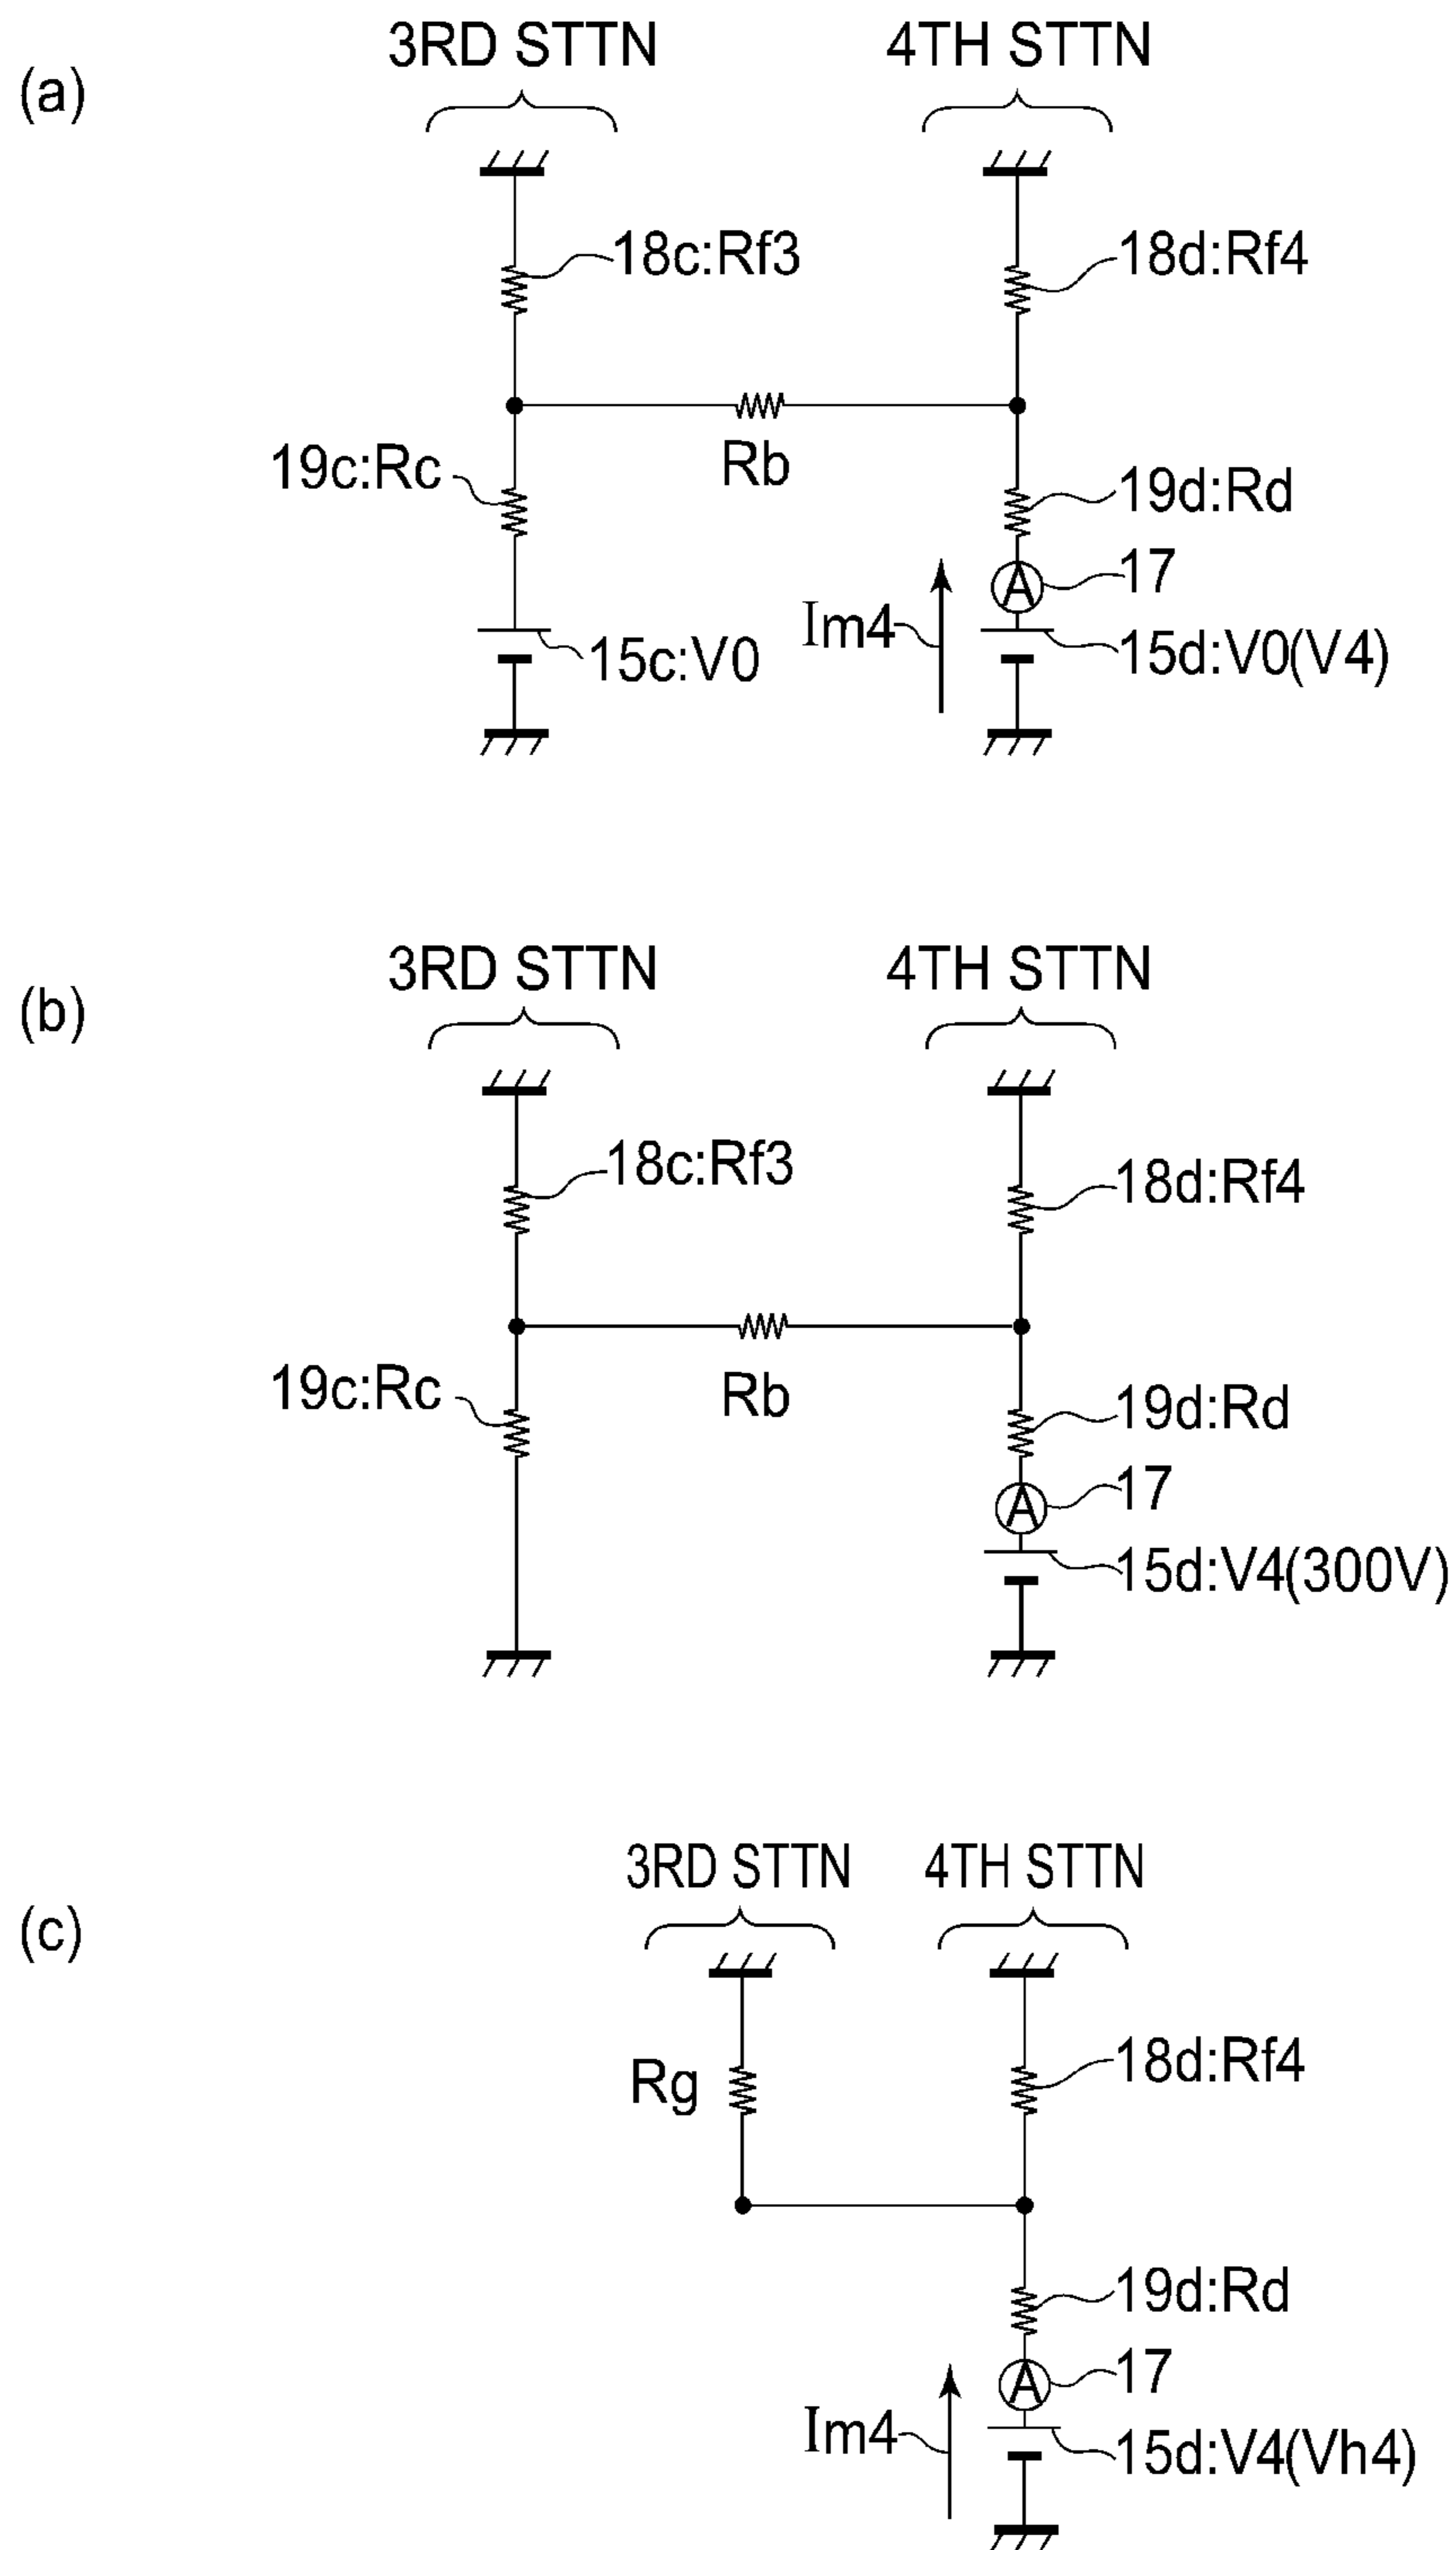 (a)
3RD STTN 4TH STTN
18c:Rf3 18d:Rf4
Rb
19c:Rc 19d:Rd
A 17
Im4
15c:V0 15d:V0(V4)
(b)
3RD STTN 4TH STTN
18c:Rf3 18d:Rf4
Rb
19c:Rc 19d:Rd
A 17
15d:V4(300V)
(c)
3RD STTN 4TH STTN
Rg 18d:Rf4
19d:Rd
A 17
Im4 15d:V4(Vh4)